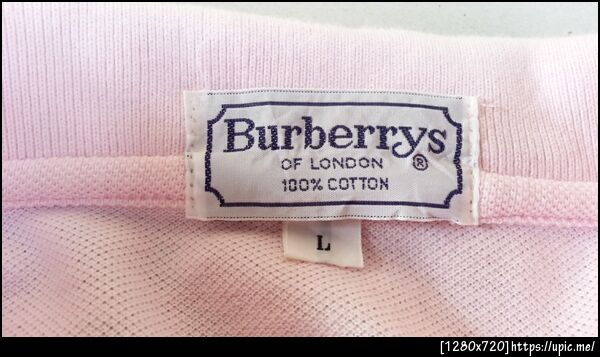 Burberrys
OF LONDON ®
100% COTTON
L
[1280x720]https://upic.me/